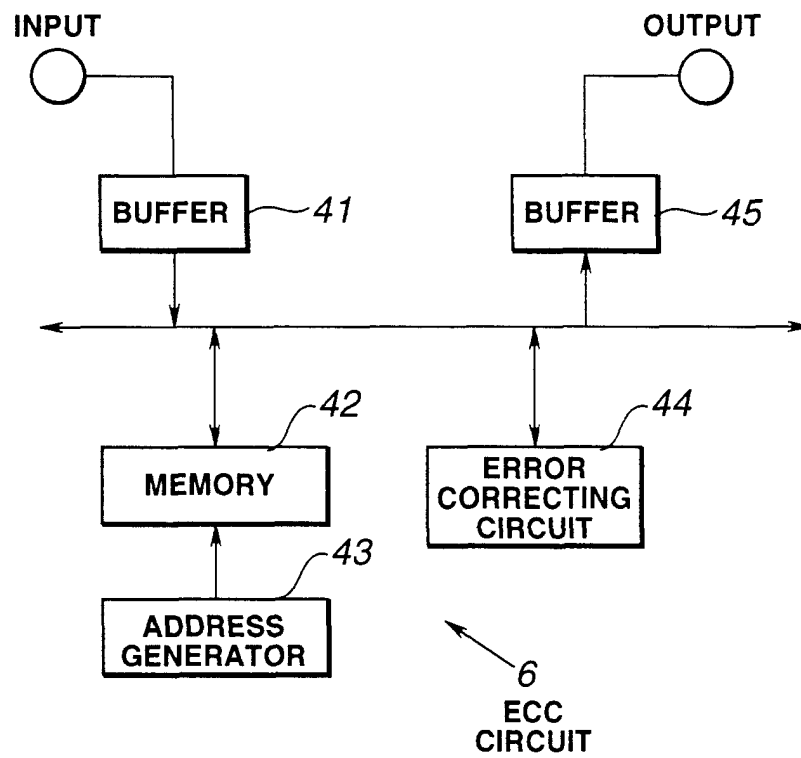 INPUT
OUTPUT
BUFFER
41
BUFFER
45
42
MEMORY
44
ERROR
CORRECTING
CIRCUIT
43
ADDRESS
GENERATOR
6
ECC
CIRCUIT